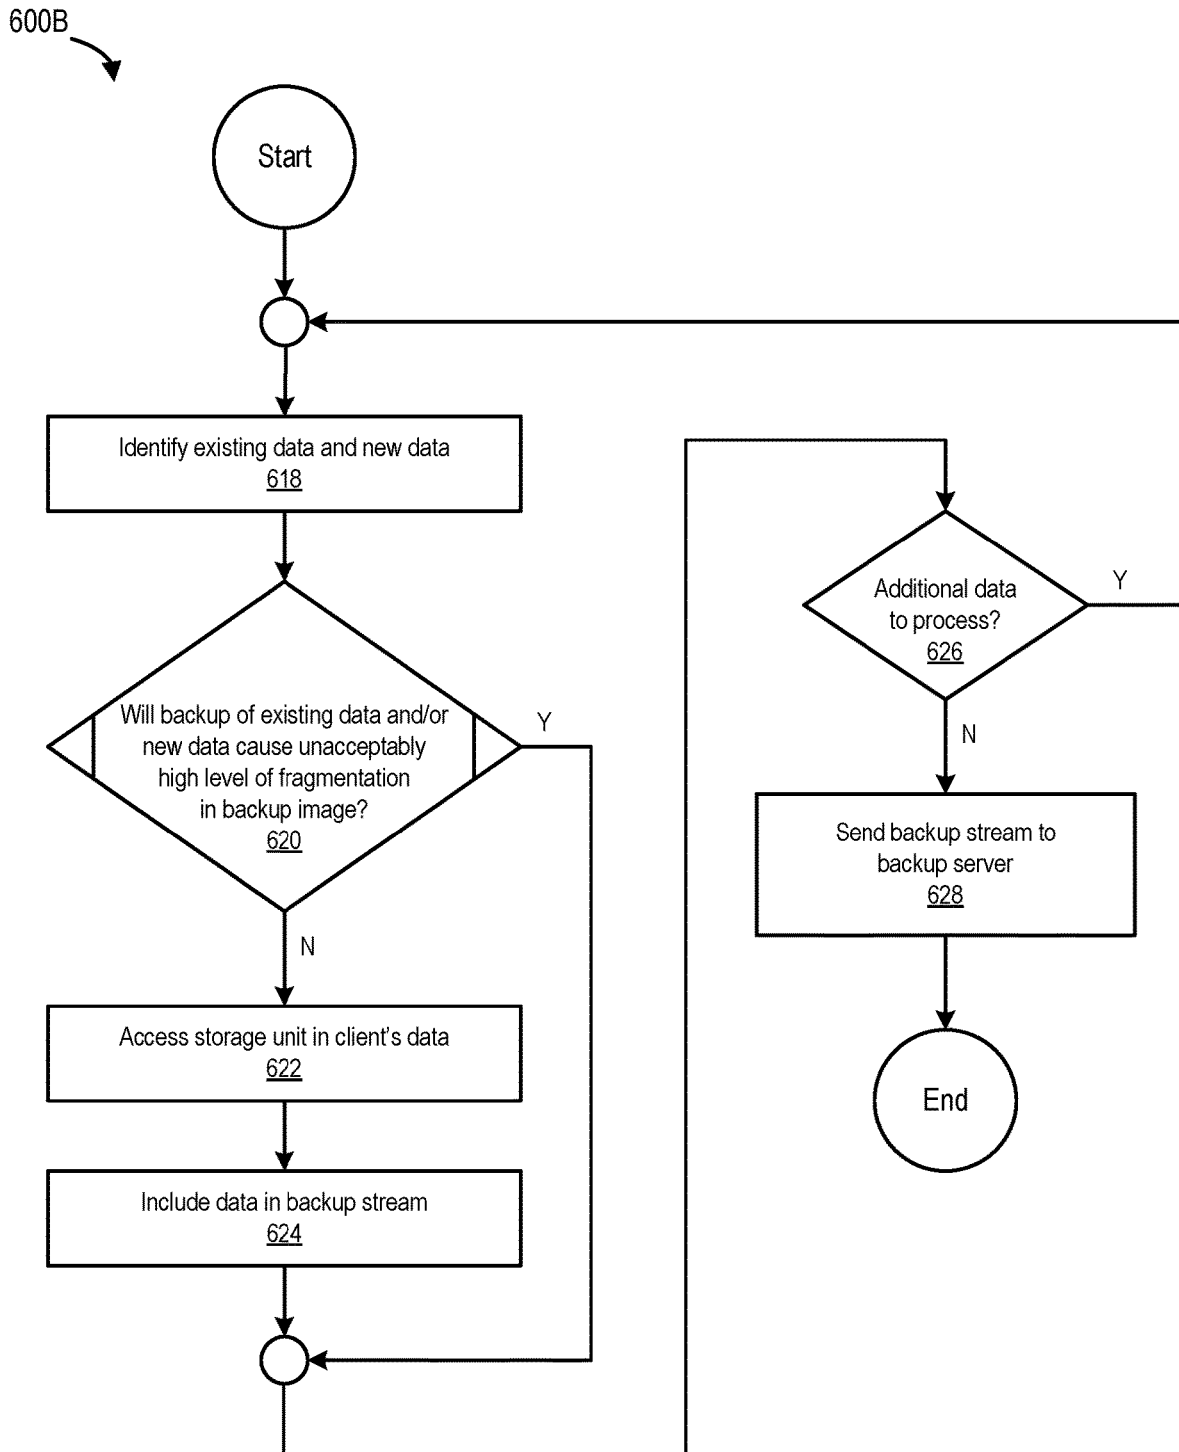 600B
Start
Identify existing data and new data
618
Will backup of existing data and/or
new data cause unacceptably
high level of fragmentation
in backup image?
620
Y
N
Access storage unit in client's data
622
Include data in backup stream
624
Additional data
to process?
626
Y
N
Send backup stream to
backup server
628
End